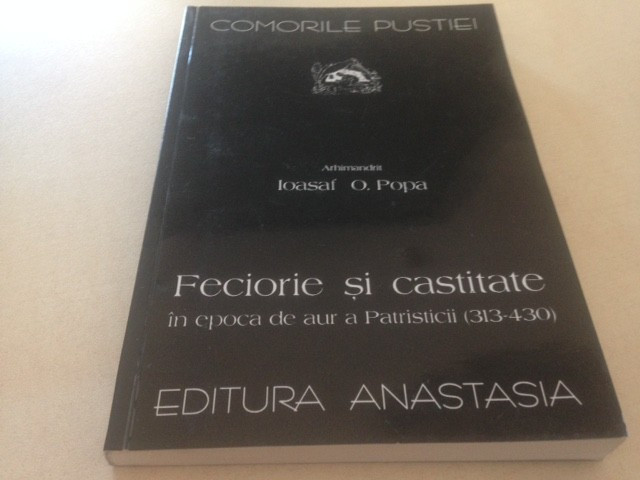 COMORILE PUSTIEI
Arhimandrit
Ioasaf O. Popa
Feciorie și castitate
în epoca de aur a Patristicii (313-430)
EDITURA ANASTASIA